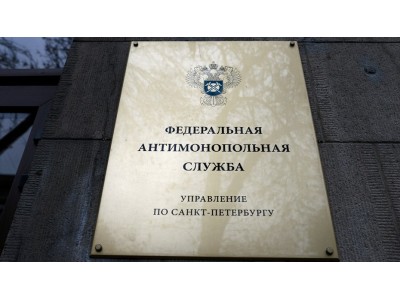 ФЕДЕРАЛЬНАЯ
АНТИМОНОПОЛЬНАЯ
СЛУЖБА
УПРАВЛЕНИЕ
ПО САНКТ-ПЕТЕРБУРГУ